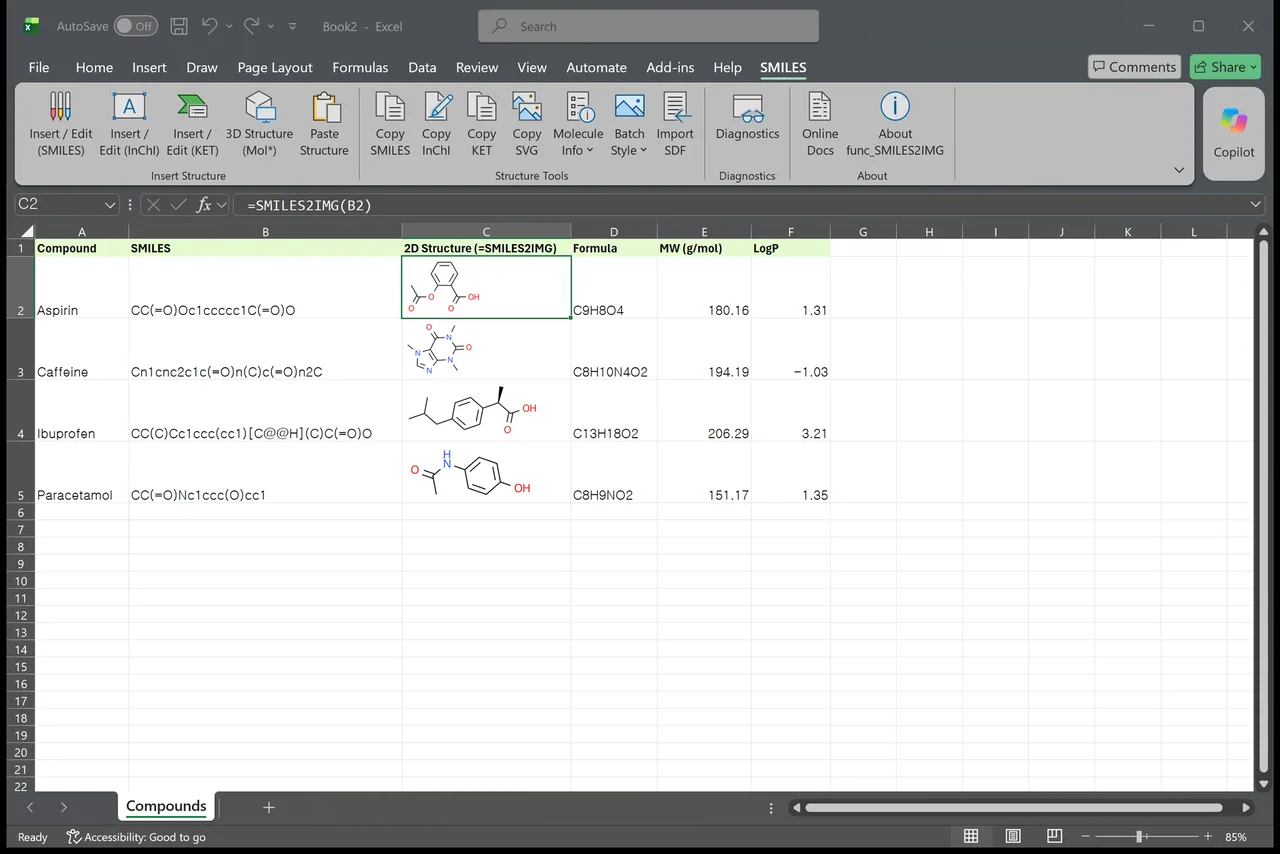 AutoSave Off Book2 - Excel Search
File Home Insert Draw Page Layout Formulas Data Review View Automate Add-ins Help SMILES Comments Share
Insert / Edit (SMILES)
Insert / Edit (InChI)
Insert / Edit (KET)
3D Structure (Mol*)
Paste Structure
Copy SMILES
Copy InChI
Copy KET
Copy SVG
Molecule Info
Batch Style
Import SDF
Diagnostics
Online Docs
About func_SMILES2IMG
Copilot
Insert Structure Structure Tools Diagnostics About
C2 fx =SMILES2IMG(B2)
A B C D E F G H I J K L
1 Compound SMILES 2D Structure (=SMILES2IMG) Formula MW (g/mol) LogP
O O O OH
2 Aspirin CC(=O)Oc1ccccc1C(=O)O C9H8O4 180.16 1.31
O N O N N N
3 Caffeine Cn1cnc2c1c(=O)n(C)c(=O)n2C C8H10N4O2 194.19 −1.03
OH O
4 Ibuprofen CC(C)Cc1ccc(cc1)[C@@H](C)C(=O)O C13H18O2 206.29 3.21
H N O OH
5 Paracetamol CC(=O)Nc1ccc(O)cc1 C8H9NO2 151.17 1.35
6
7
8
9
10
11
12
13
14
15
16
17
18
19
20
21
22
Compounds
Ready Accessibility: Good to go 85%